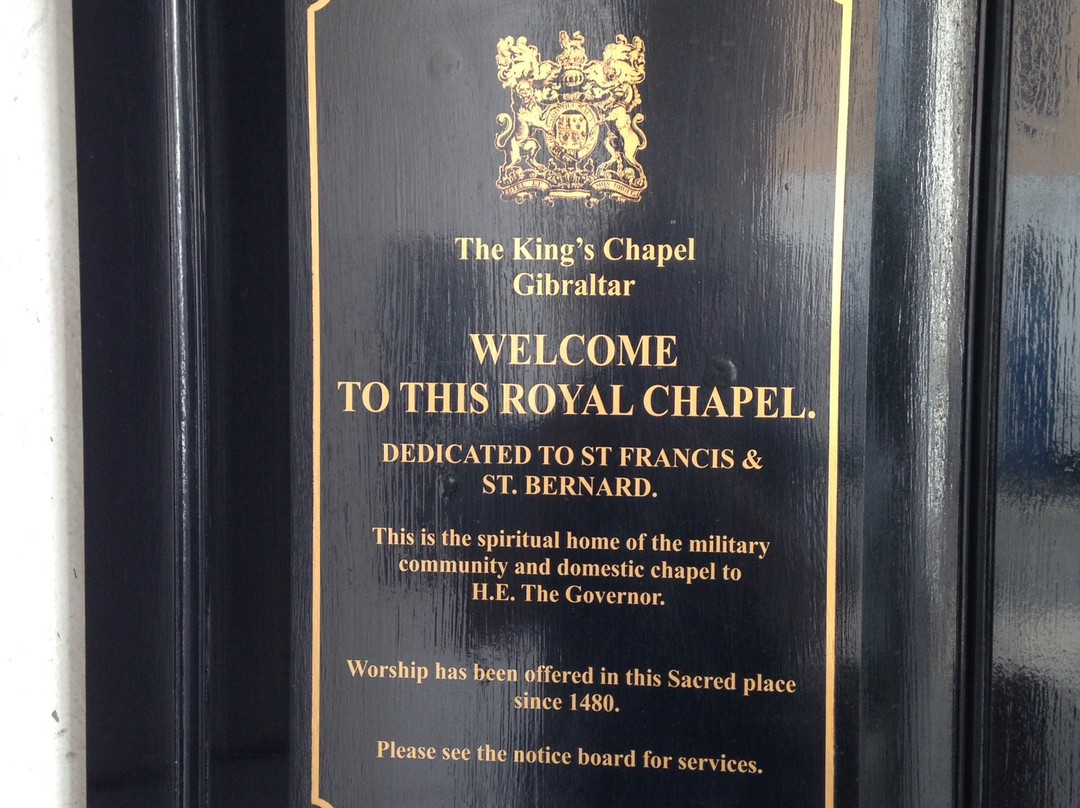 The King's Chapel
Gibraltar
WELCOME
TO THIS ROYAL CHAPEL.
DEDICATED TO ST FRANCIS &
ST. BERNARD.
This is the spiritual home of the military
community and domestic chapel to
H.E. The Governor.
Worship has been offered in this Sacred place
since 1480.
Please see the notice board for services.